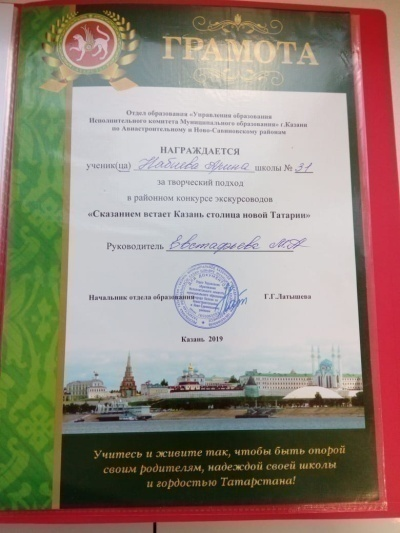 ГРАМОТА
Отдел образования «Управления образования
Исполнительного комитета Муниципального образования» г.Казани
по Авиастроительному и Ново-Савиновскому районам
НАГРАЖДАЕТСЯ
ученик(ца) Набиева Арина школы № 31
за творческий подход
в районном конкурсе экскурсоводов
«Сказанием встает Казань столица новой Татарии»
Руководитель Евстафьева М.А
Начальник отдела образования Г.Г.Латышева
Казань 2019
Учитесь и живите так, чтобы быть опорой
своим родителям, надеждой своей школы
и гордостью Татарстана!